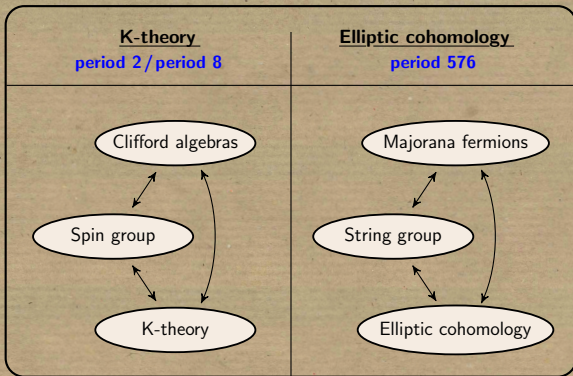 K-theory
period 2 / period 8
Clifford algebras
Spin group
K-theory
Elliptic cohomology
period 576
Majorana fermions
String group
Elliptic cohomology